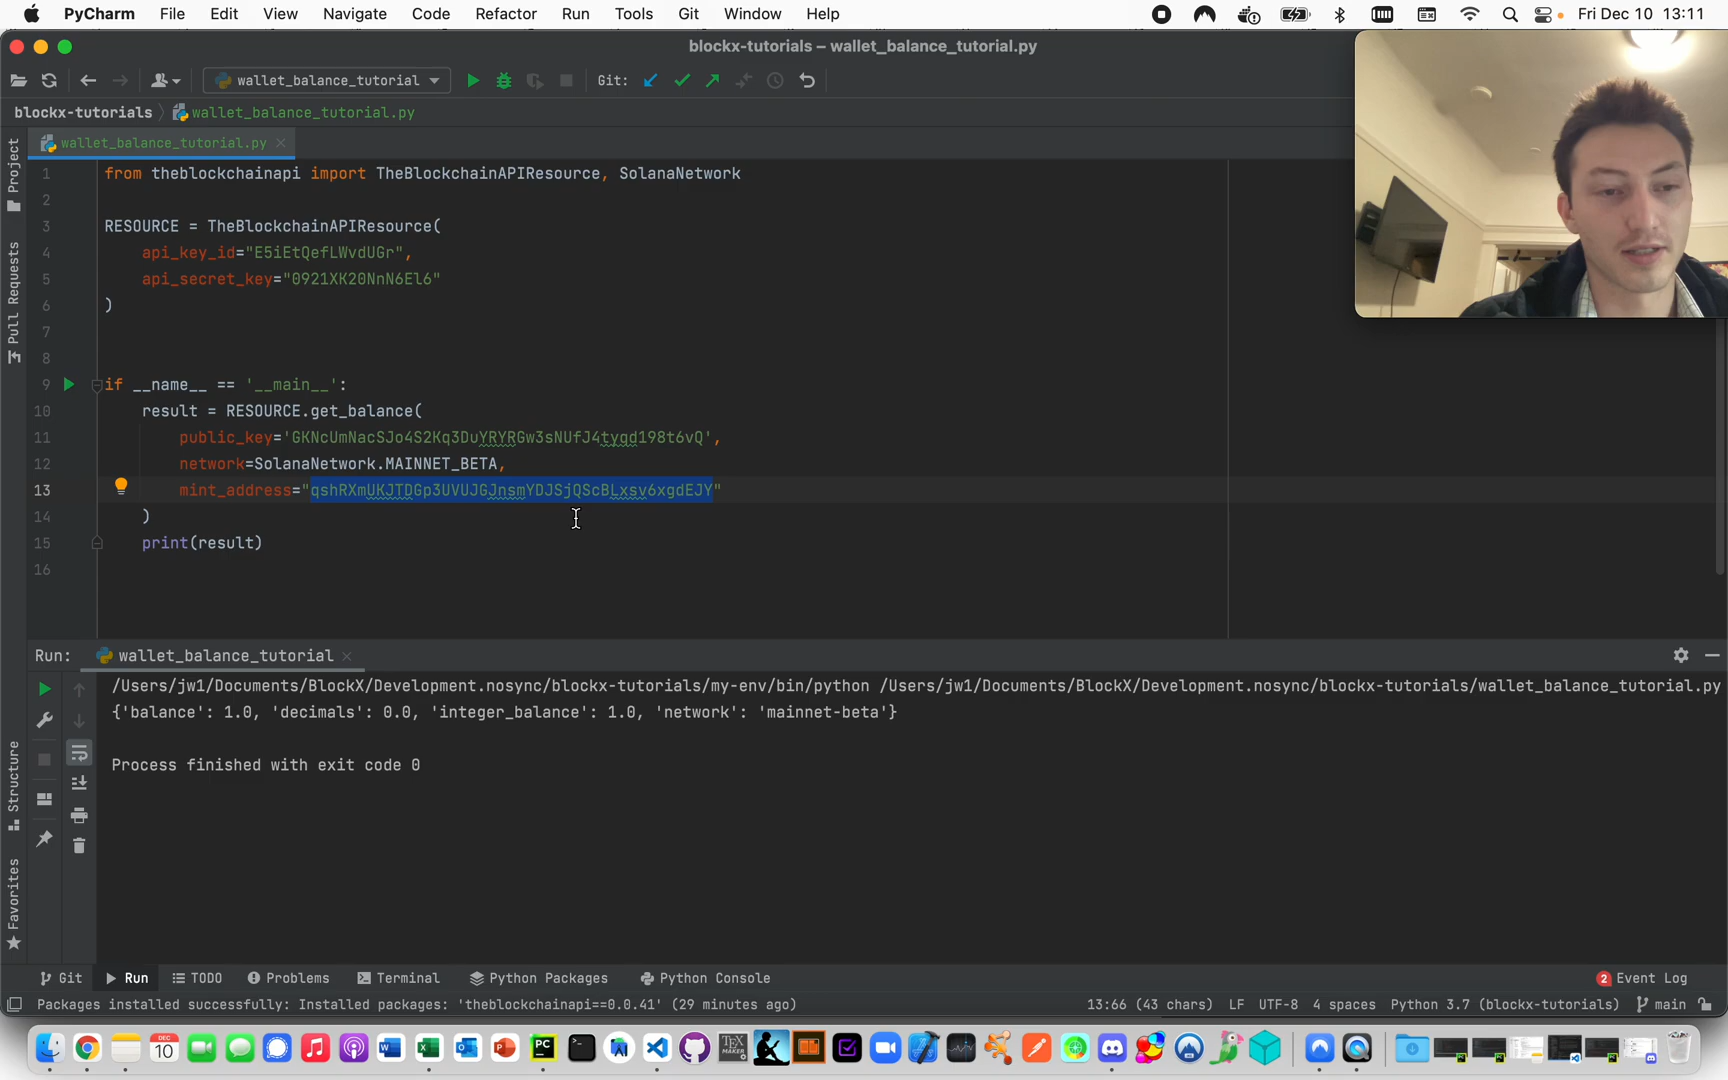 PyCharm File Edit View Navigate Code Refactor Run Tools Git Window Help Fri Dec 10 13:11
blockx-tutorials – wallet_balance_tutorial.py
wallet_balance_tutorial Git:
blockx-tutorials wallet_balance_tutorial.py
wallet_balance_tutorial.py
Project
Pull Requests
Structure
Favorites
1 from theblockchainapi import TheBlockchainAPIResource, SolanaNetwork
2
3 RESOURCE = TheBlockchainAPIResource(
4 api_key_id="E5iEtQefLWvdUGr",
5 api_secret_key="0921XK20NnN6El6"
6 )
7
8
9 if __name__ == '__main__':
10 result = RESOURCE.get_balance(
11 public_key='GKNcUmNacSJo4S2Kq3DuYRYRGw3sNUfJ4tyqd198t6vQ',
12 network=SolanaNetwork.MAINNET_BETA,
13 mint_address="qshRXmUKJTDGp3UVUJGJnsmYDJSjQScBLxsv6xgdEJY"
14 )
15 print(result)
16
Run: wallet_balance_tutorial
/Users/jw1/Documents/BlockX/Development.nosync/blockx-tutorials/my-env/bin/python /Users/jw1/Documents/BlockX/Development.nosync/blockx-tutorials/wallet_balance_tutorial.py
{'balance': 1.0, 'decimals': 0.0, 'integer_balance': 1.0, 'network': 'mainnet-beta'}
Process finished with exit code 0
Git Run TODO Problems Terminal Python Packages Python Console 2 Event Log
Packages installed successfully: Installed packages: 'theblockchainapi==0.0.41' (29 minutes ago) 13:66 (43 chars) LF UTF-8 4 spaces Python 3.7 (blockx-tutorials) main
DEC
10